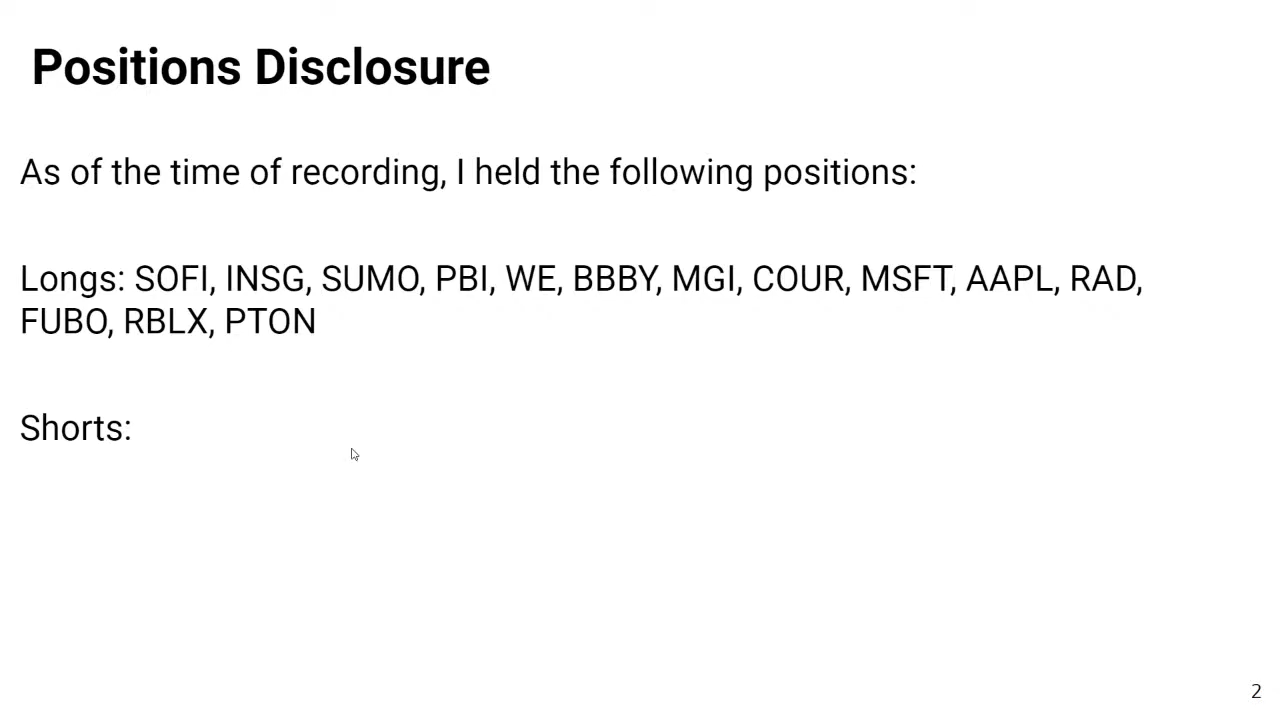 Positions Disclosure
As of the time of recording, I held the following positions:
Longs: SOFI, INSG, SUMO, PBI, WE, BBBY, MGI, COUR, MSFT, AAPL, RAD,
FUBO, RBLX, PTON
Shorts:
2